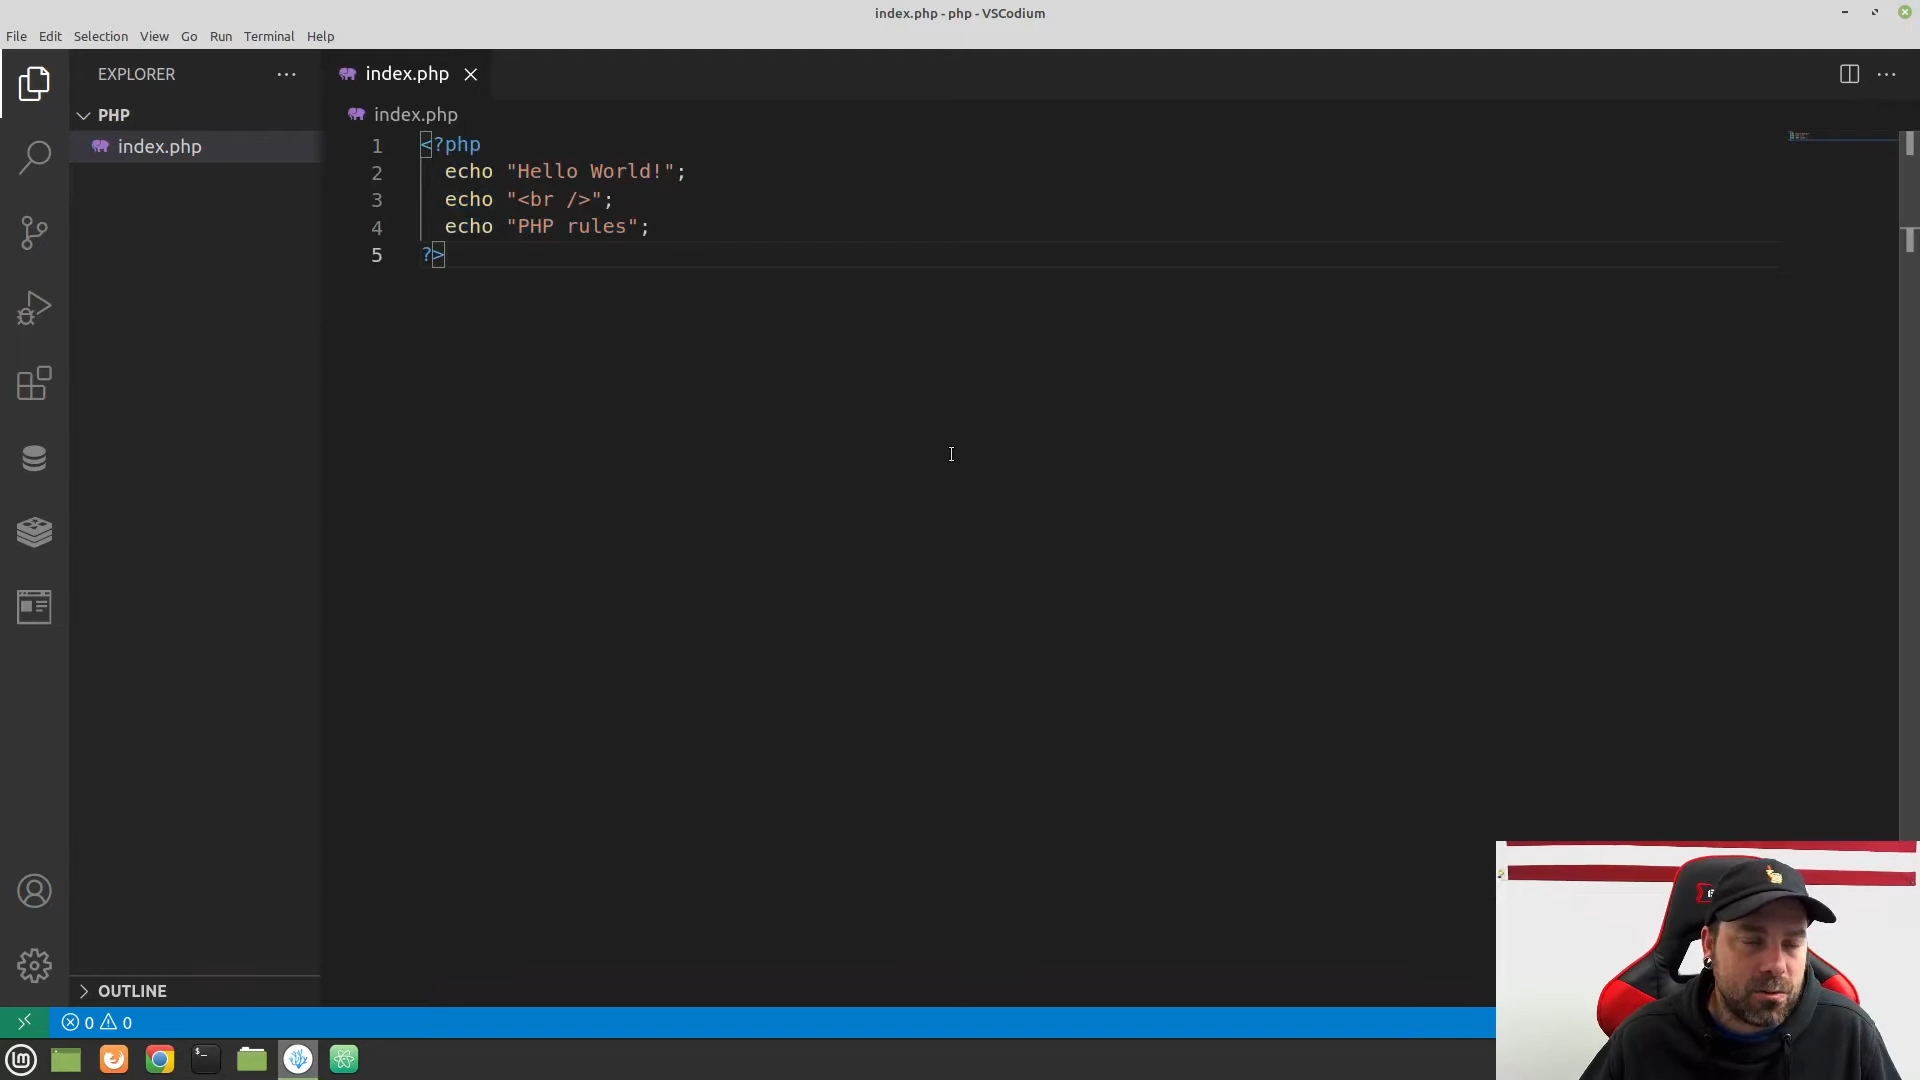 index.php - php - VSCodium
File Edit Selection View Go Run Terminal Help
EXPLORER
PHP
index.php
index.php
index.php
1 <?php
2 echo "Hello World!";
3 echo "<br />";
4 echo "PHP rules";
5 ?>
OUTLINE
0 0
lm
$_